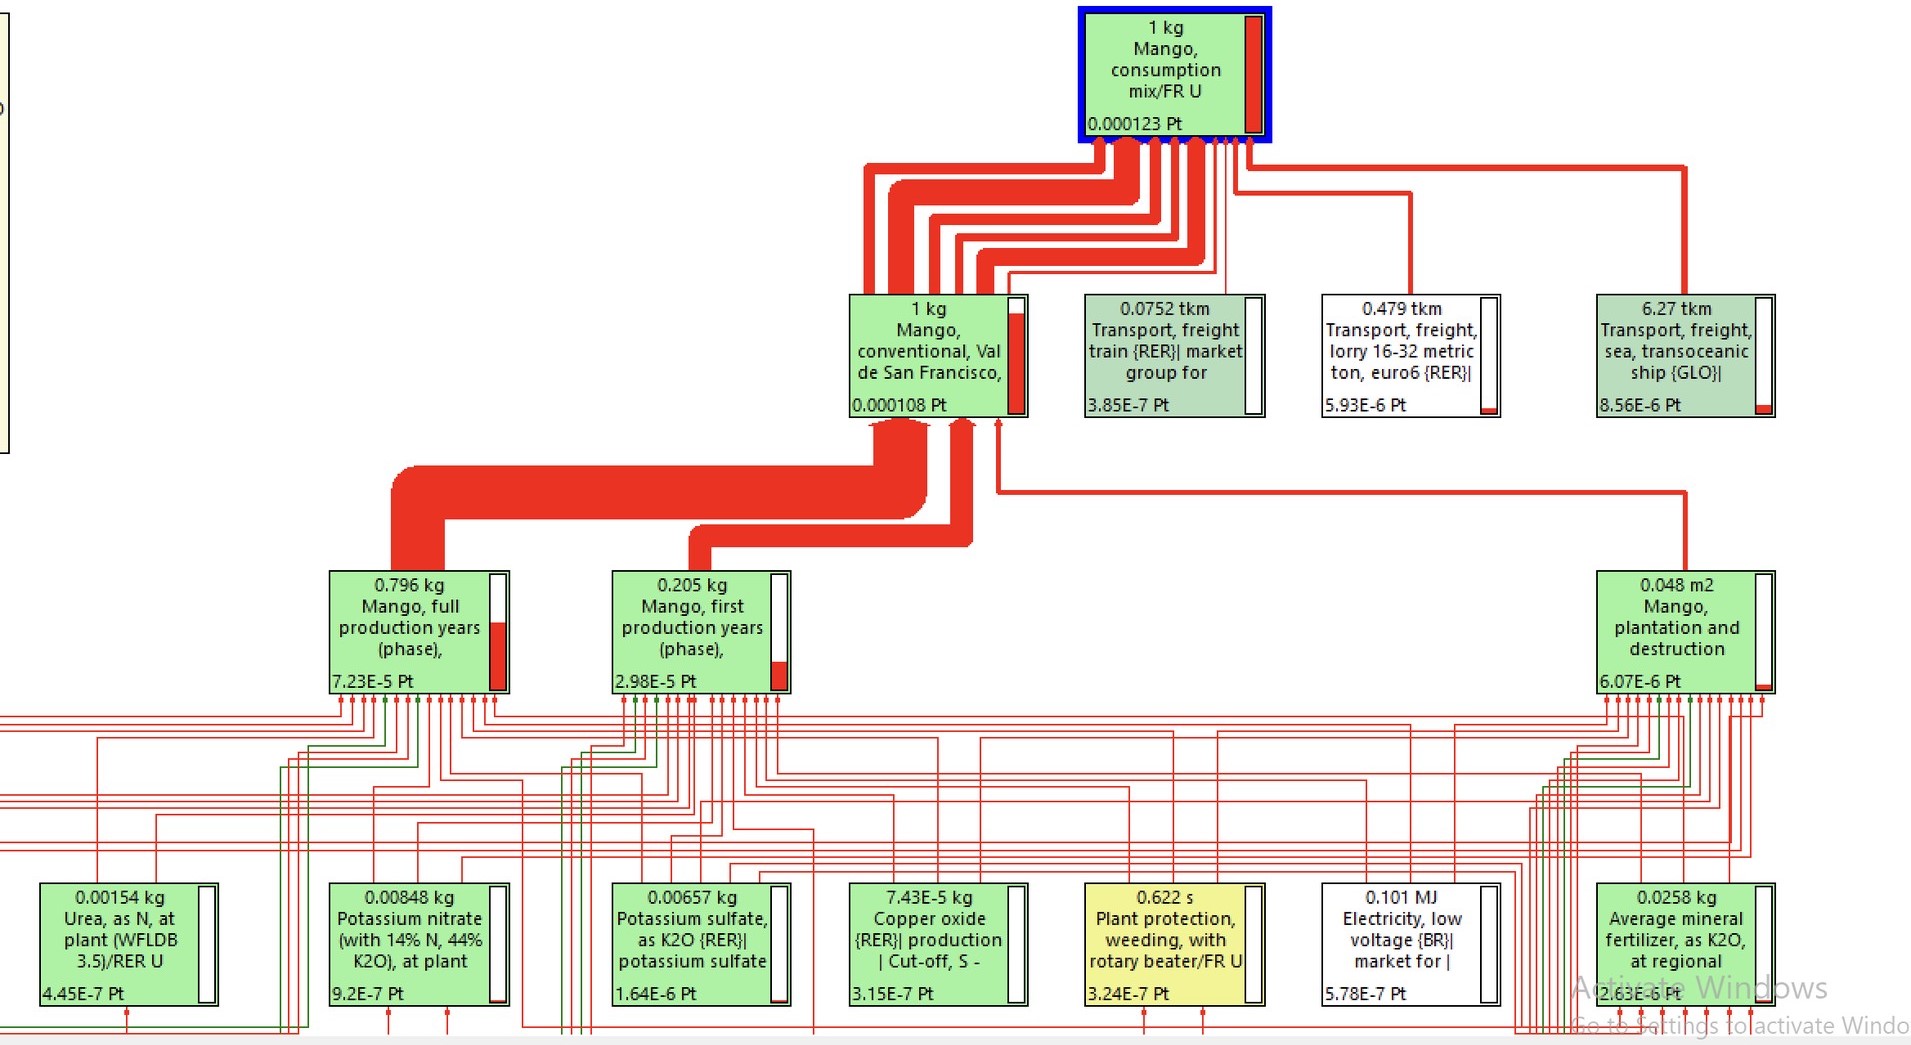 1 kg
Mango,
consumption
mix/FR U
0.000123 Pt
1 kg
Mango,
conventional, Val
de San Francisco,
0.000108 Pt
0.0752 tkm
Transport, freight
train {RER}| market
group for
3.85E-7 Pt
0.479 tkm
Transport, freight,
lorry 16-32 metric
ton, euro6 {RER}|
5.93E-6 Pt
6.27 tkm
Transport, freight,
sea, transoceanic
ship {GLO}|
8.56E-6 Pt
0.796 kg
Mango, full
production years
(phase),
7.23E-5 Pt
0.205 kg
Mango, first
production years
(phase),
2.98E-5 Pt
0.048 m2
Mango,
plantation and
destruction
6.07E-6 Pt
0.00154 kg
Urea, as N, at
plant (WFLDB
3.5)/RER U
4.45E-7 Pt
0.00848 kg
Potassium nitrate
(with 14% N, 44%
K2O), at plant
9.2E-7 Pt
0.00657 kg
Potassium sulfate,
as K2O {RER}|
potassium sulfate
1.64E-6 Pt
7.43E-5 kg
Copper oxide
{RER}| production
| Cut-off, S -
3.15E-7 Pt
0.622 s
Plant protection,
weeding, with
rotary beater/FR U
3.24E-7 Pt
0.101 MJ
Electricity, low
voltage {BR}|
market for |
5.78E-7 Pt
0.0258 kg
Average mineral
fertilizer, as K2O,
at regional
2.63E-6 Pt
Activate Windows
Go to Settings to activate Windo